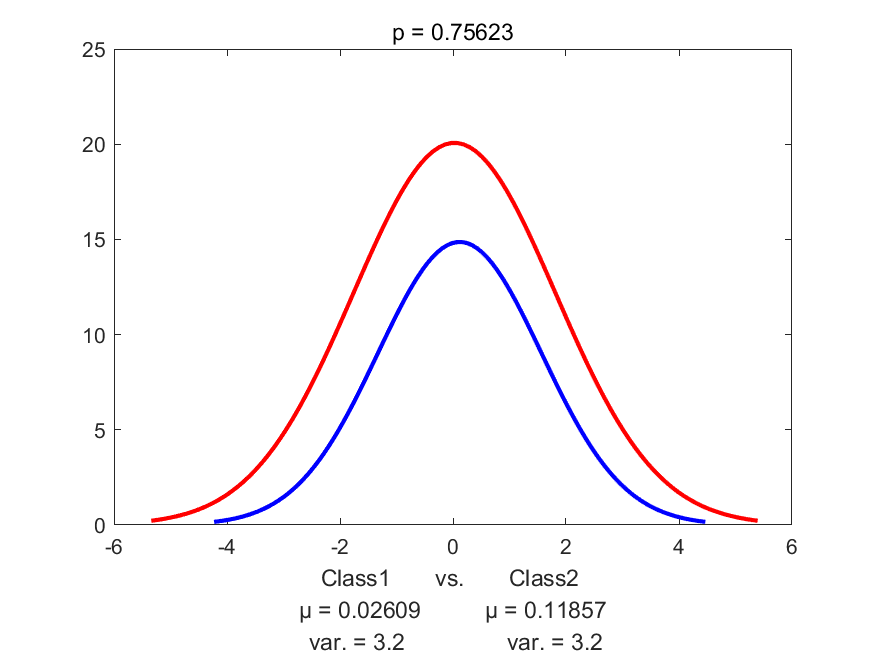 p = 0.75623
25
20
15
10
5
0
-6 -4 -2 0 2 4 6
Class1 vs. Class2
μ = 0.02609 μ = 0.11857
var. = 3.2 var. = 3.2